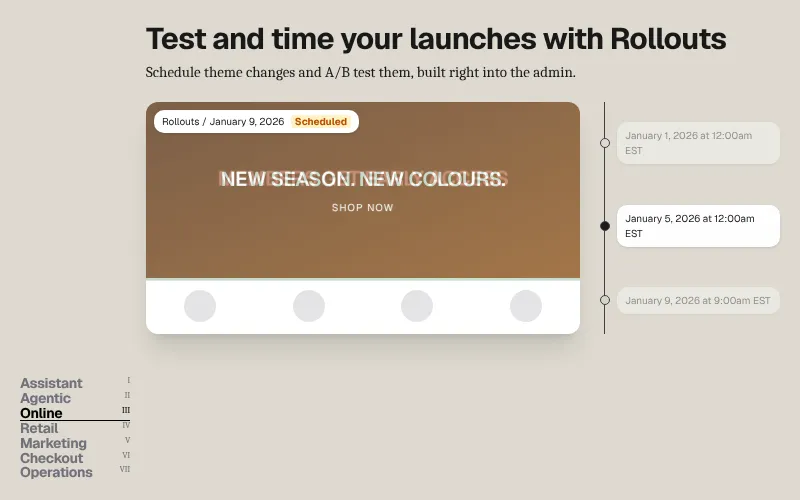 Test and time your launches with Rollouts
Schedule theme changes and A/B test them, built right into the admin.
Rollouts / January 9, 2026 Scheduled
NEW SEASON. NEW COLOURS.
SHOP NOW
January 1, 2026 at 12:00am
EST
January 5, 2026 at 12:00am
EST
January 9, 2026 at 9:00am EST
Assistant I
Agentic II
Online III
Retail IV
Marketing V
Checkout VI
Operations VII